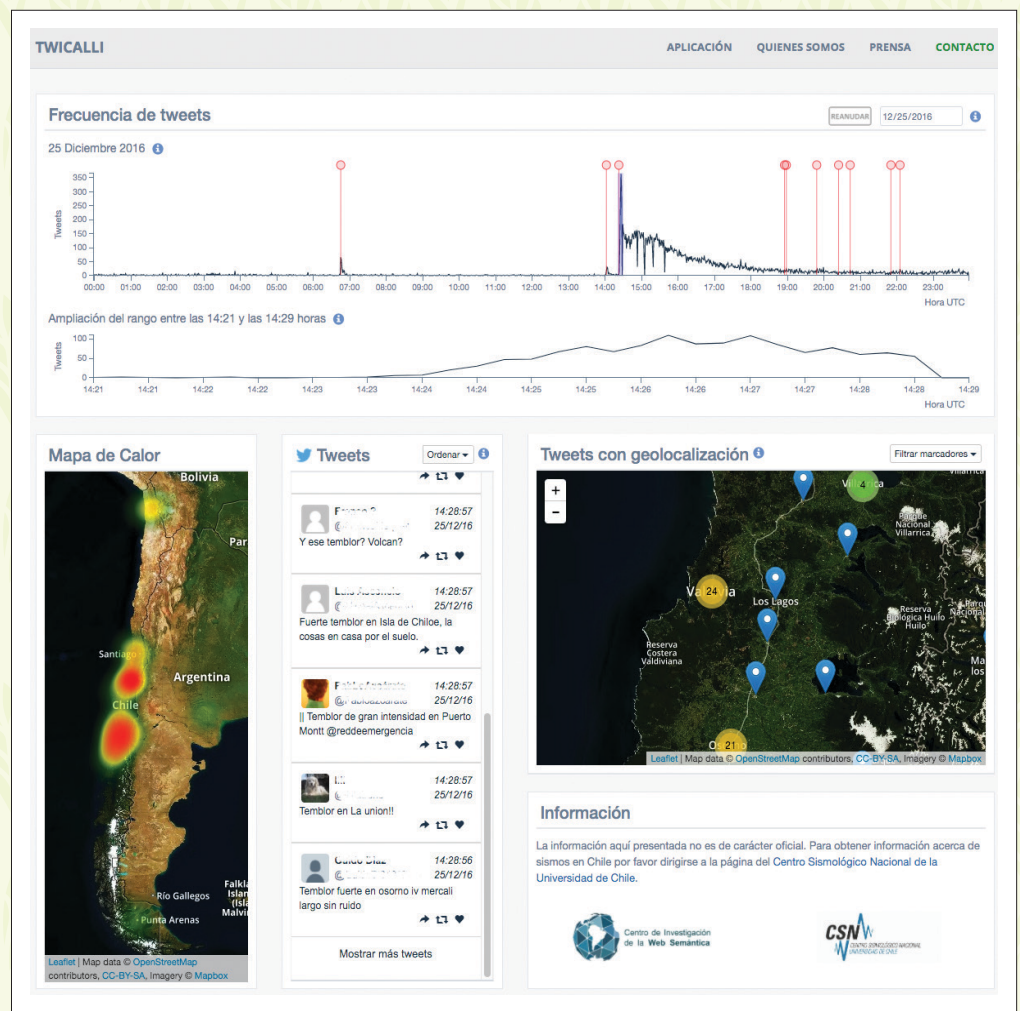 TWICALLI
APLICACIÓN QUIENES SOMOS PRENSA CONTACTO
Frecuencia de tweets
REANUDAR 12/25/2016
25 Diciembre 2016
350
300
250
200
150
100
50
0
Tweets
00:00 01:00 02:00 03:00 04:00 05:00 06:00 07:00 08:00 09:00 10:00 11:00 12:00 13:00 14:00 15:00 16:00 17:00 18:00 19:00 20:00 21:00 22:00 23:00
Hora UTC
Ampliación del rango entre las 14:21 y las 14:29 horas
100
50
0
Tweets
14:21 14:21 14:22 14:22 14:23 14:23 14:24 14:24 14:25 14:25 14:26 14:26 14:27 14:27 14:28 14:28 14:29
Hora UTC
Mapa de Calor
Bolivia
Par
Santiago
Argentina
Chile
Río Gallegos
Falkla
Islan
(Isla
Malvi
Punta Arenas
Leaflet | Map data © OpenStreetMap
contributors, CC-BY-SA, Imagery © Mapbox
Tweets
Ordenar
14:28:57
25/12/16
Y ese temblor? Volcan?
14:28:57
25/12/16
Fuerte temblor en Isla de Chiloe, la
cosas en casa por el suelo.
14:28:57
25/12/16
|| Temblor de gran intensidad en Puerto
Montt @reddeemergencia
14:28:57
25/12/16
Temblor en La union!!
14:28:56
25/12/16
Temblor fuerte en osorno iv mercali
largo sin ruido
Mostrar más tweets
Tweets con geolocalización
Filtrar marcadores
+
−
4
Parque
Nacional
Villarrica
24
Los Lagos
Reserva
Biológica Huilo
Huilo
Reserva
Costera
Valdiviana
21
Leaflet | Map data © OpenStreetMap contributors, CC-BY-SA, Imagery © Mapbox
Información
La información aquí presentada no es de carácter oficial. Para obtener información acerca de
sismos en Chile por favor dirigirse a la página del Centro Sismológico Nacional de la
Universidad de Chile.
Centro de Investigación
de la Web Semántica
CSN
CENTRO SISMOLÓGICO NACIONAL
UNIVERSIDAD DE CHILE